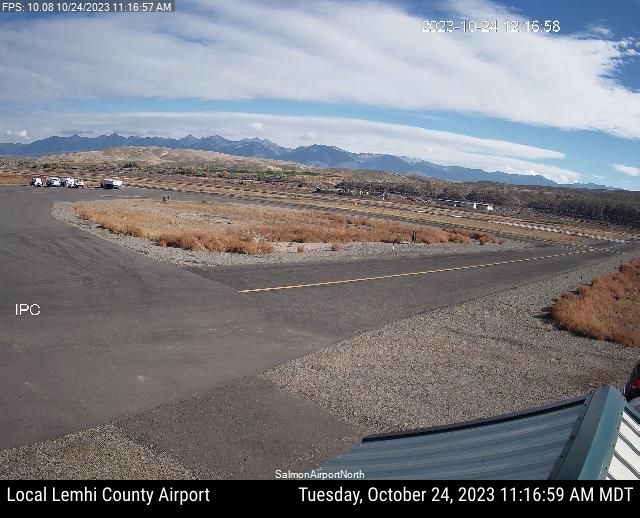 FPS: 10.08 10/24/2023 11:16:57 AM
2023-10-24 12:16:58
IPC
SalmonAirportNorth
Local Lemhi County Airport
Tuesday, October 24, 2023 11:16:59 AM MDT